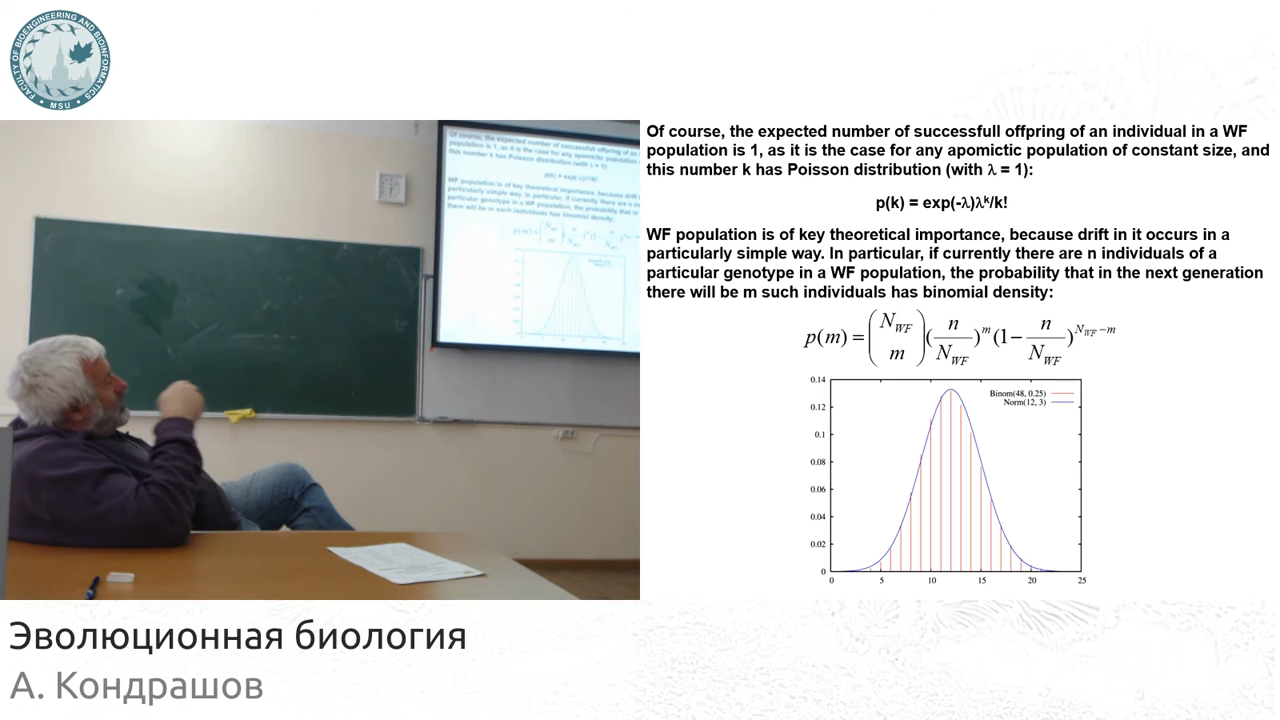 FACULTY OF BIOENGINEERING AND BIOINFORMATICS
• MSU •
Of course, the expected number of successfull offpring of an individual in a WF
population is 1, as it is the case for any apomictic population of constant size, and
this number k has Poisson distribution (with λ = 1):
p(k) = exp(-λ)λᵏ/k!
WF population is of key theoretical importance, because drift in it occurs in a
particularly simple way. In particular, if currently there are n individuals of a
particular genotype in a WF population, the probability that in the next generation
there will be m such individuals has binomial density:
p(m) = (N_WF m) (n/N_WF)^m (1 − n/N_WF)^(N_WF−m)
0.14
0.12
0.1
0.08
0.06
0.04
0.02
0
Binom(48, 0.25)
Norm(12, 3)
0 5 10 15 20 25
Эволюционная биология
А. Кондрашов